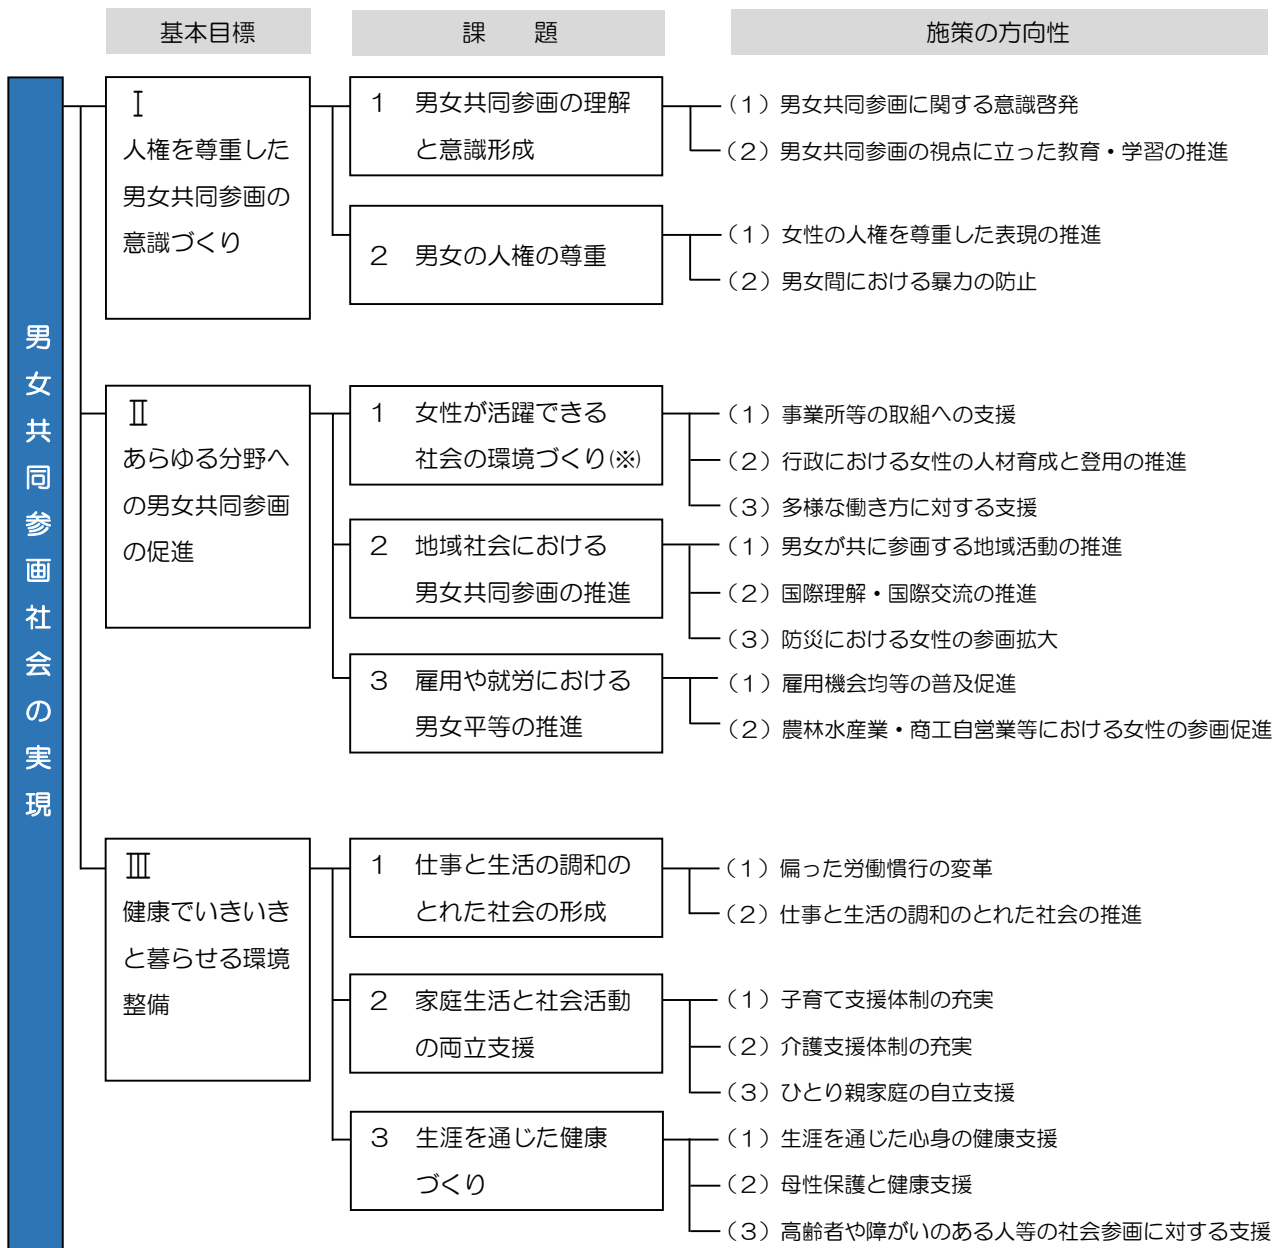 基本目標
課　題
施策の方向性
男女共同参画社会の実現
Ⅰ
人権を尊重した
男女共同参画の
意識づくり
１　男女共同参画の理解
と意識形成
（１）男女共同参画に関する意識啓発
（２）男女共同参画の視点に立った教育・学習の推進
２　男女の人権の尊重
（１）女性の人権を尊重した表現の推進
（２）男女間における暴力の防止
Ⅱ
あらゆる分野へ
の男女共同参画
の促進
１　女性が活躍できる
社会の環境づくり(※)
（１）事業所等の取組への支援
（２）行政における女性の人材育成と登用の推進
（３）多様な働き方に対する支援
２　地域社会における
男女共同参画の推進
（１）男女が共に参画する地域活動の推進
（２）国際理解・国際交流の推進
（３）防災における女性の参画拡大
３　雇用や就労における
男女平等の推進
（１）雇用機会均等の普及促進
（２）農林水産業・商工自営業等における女性の参画促進
Ⅲ
健康でいきいき
と暮らせる環境
整備
１　仕事と生活の調和の
とれた社会の形成
（１）偏った労働慣行の変革
（２）仕事と生活の調和のとれた社会の推進
２　家庭生活と社会活動
の両立支援
（１）子育て支援体制の充実
（２）介護支援体制の充実
（３）ひとり親家庭の自立支援
３　生涯を通じた健康
づくり
（１）生涯を通じた心身の健康支援
（２）母性保護と健康支援
（３）高齢者や障がいのある人等の社会参画に対する支援